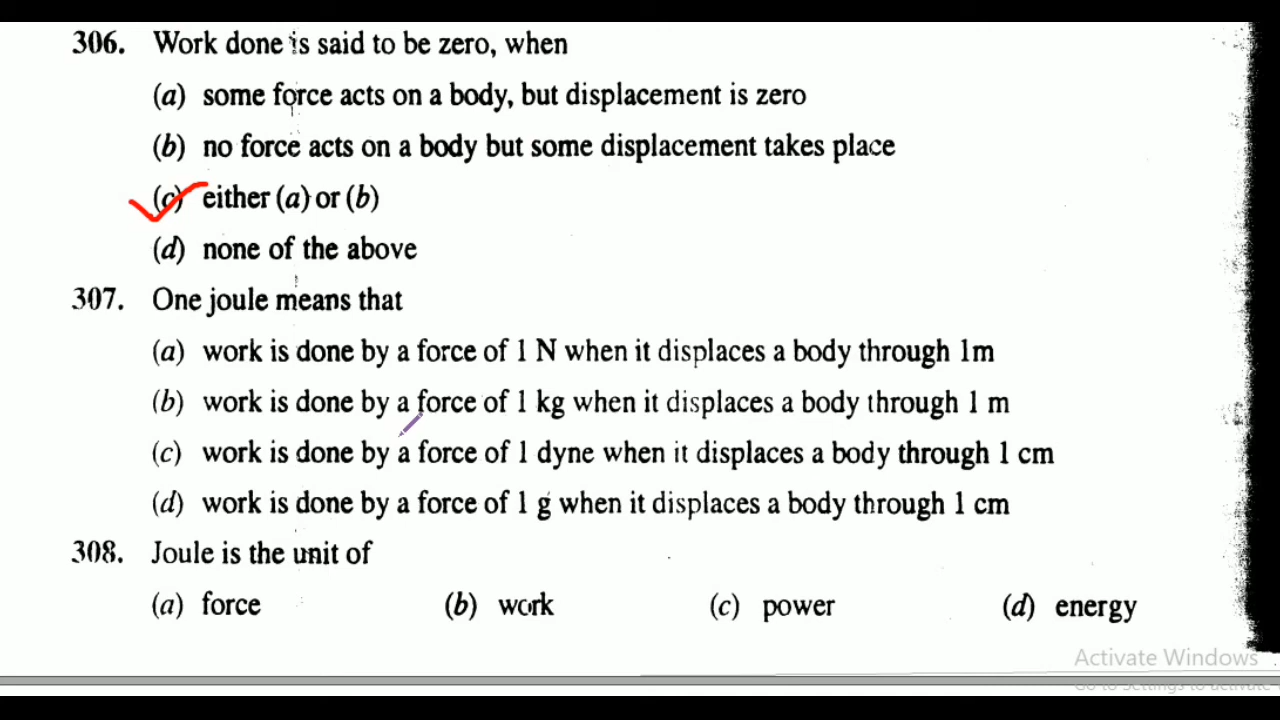 306. Work done is said to be zero, when
(a) some force acts on a body, but displacement is zero
(b) no force acts on a body but some displacement takes place
(c) either (a) or (b)
(d) none of the above
307. One joule means that
(a) work is done by a force of 1 N when it displaces a body through 1m
(b) work is done by a force of 1 kg when it displaces a body through 1 m
(c) work is done by a force of 1 dyne when it displaces a body through 1 cm
(d) work is done by a force of 1 g when it displaces a body through 1 cm
308. Joule is the unit of
(a) force (b) work (c) power (d) energy
Activate Windows
Go to Settings to activate